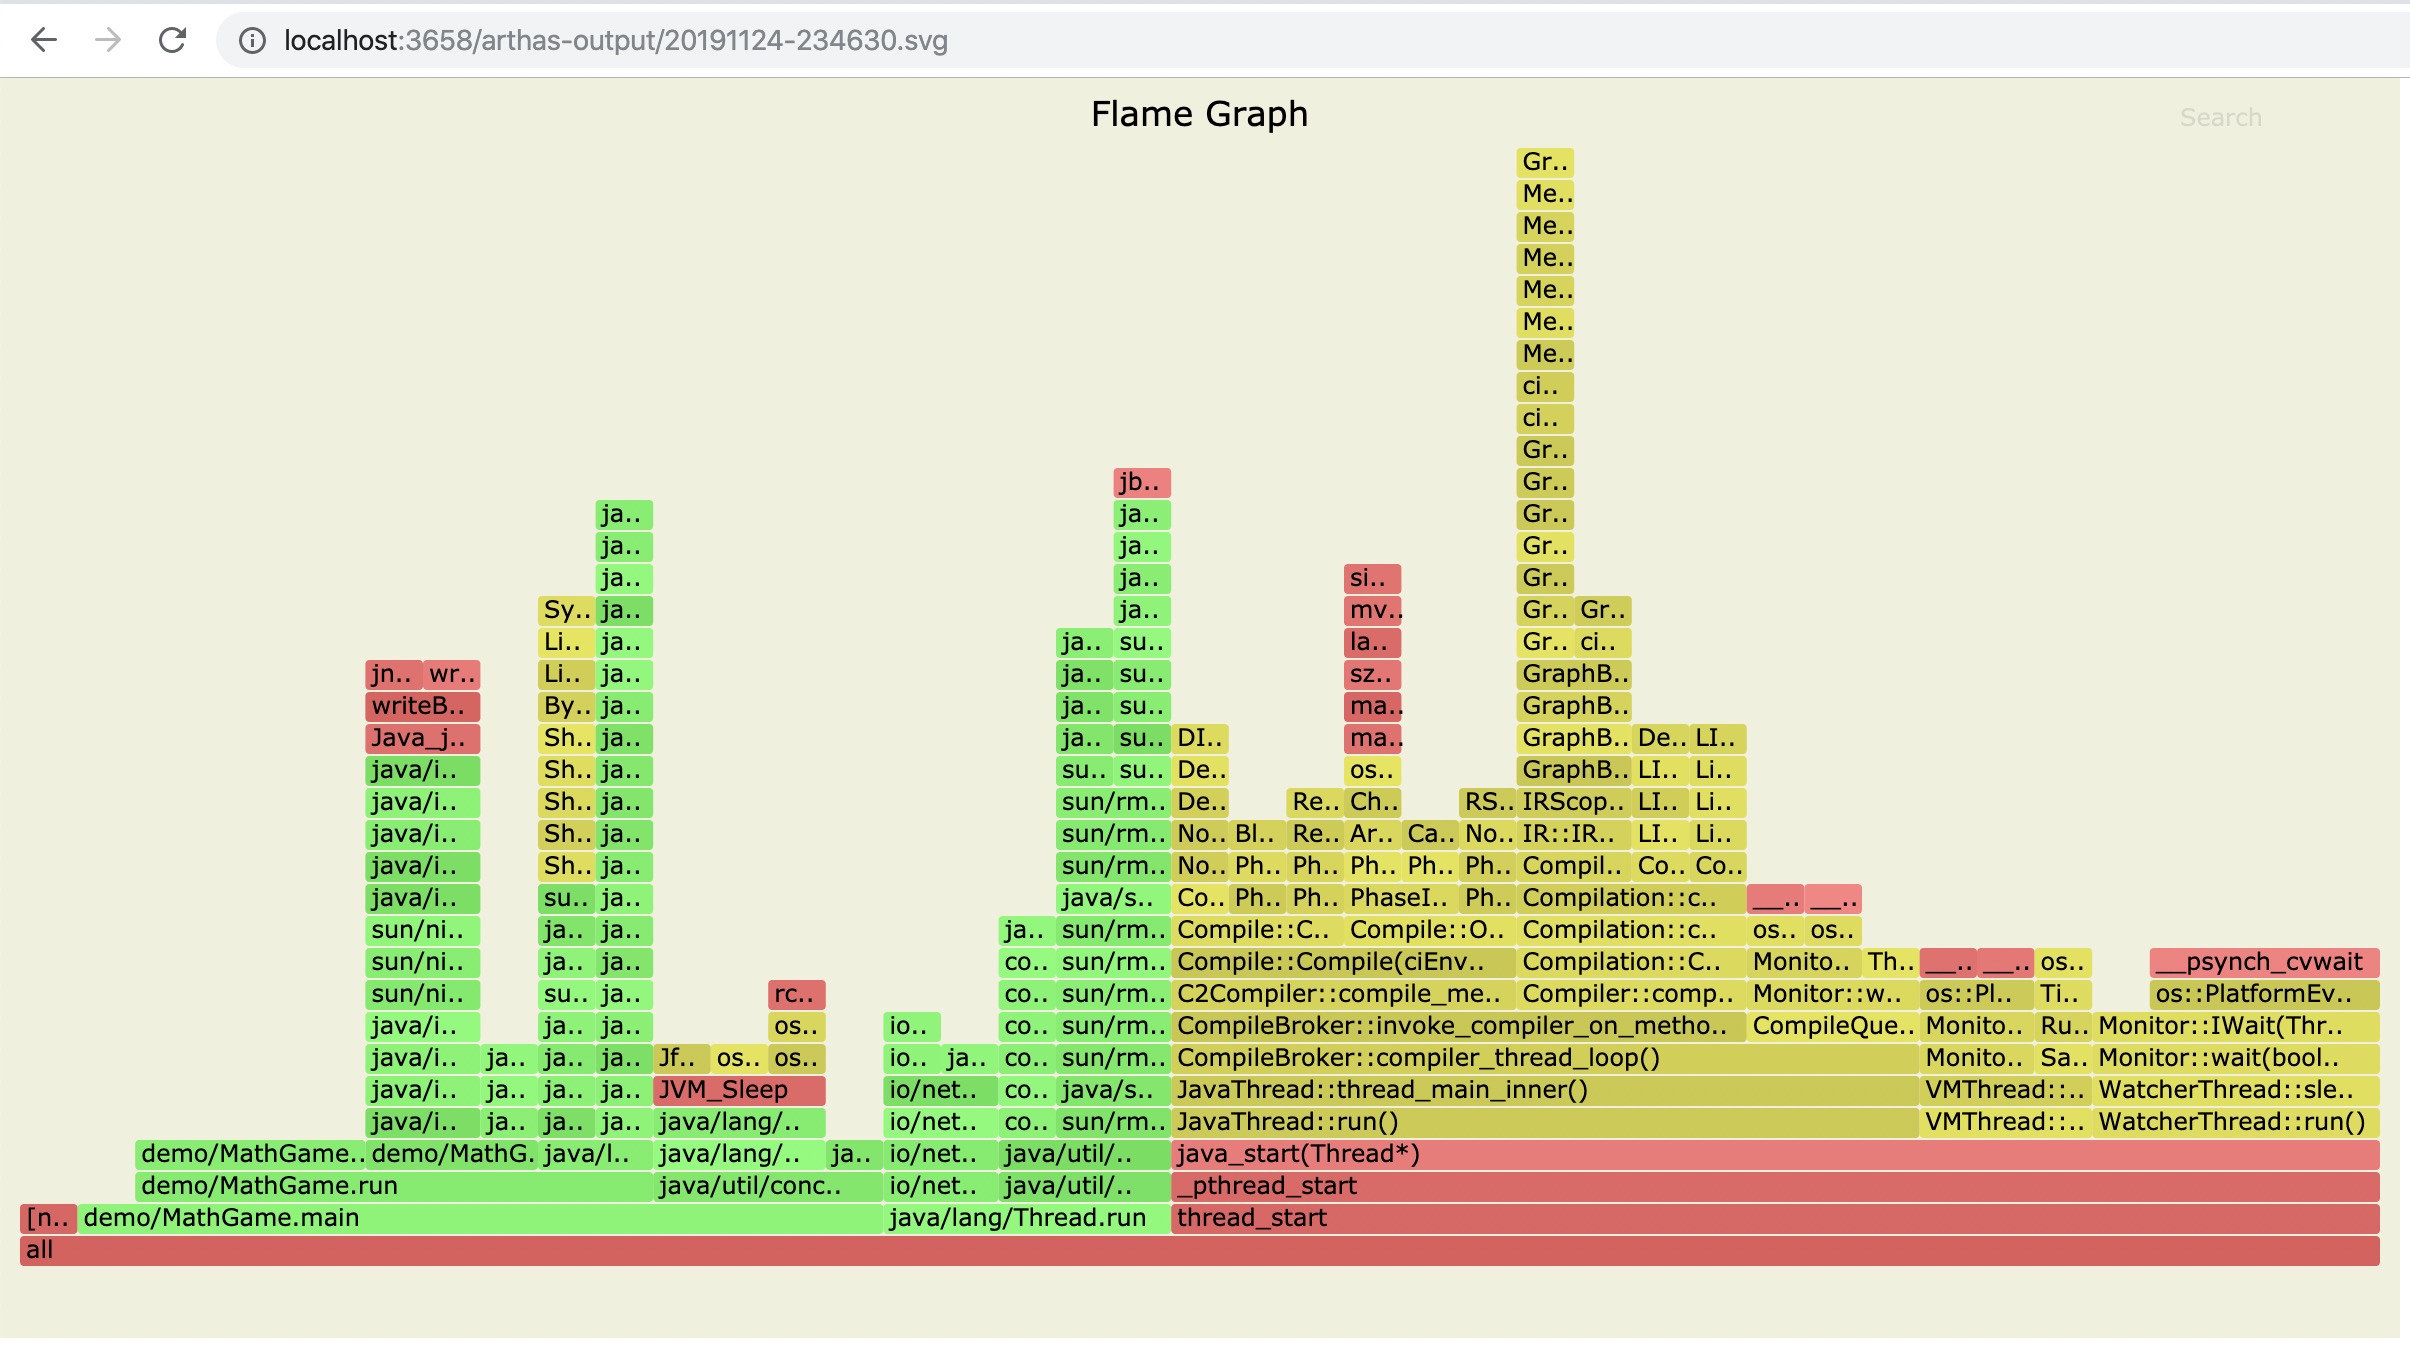 localhost:3658/arthas-output/20191124-234630.svg
Flame Graph
Search
Gr..
Me..
Me..
Me..
Me..
Me..
Me..
ci..
ci..
Gr..
jb.. Gr..
ja.. ja.. Gr..
ja.. ja.. Gr..
ja.. ja.. si.. Gr..
Sy.. ja.. ja.. mv.. Gr.. Gr..
Li.. ja.. ja.. su.. la.. Gr.. ci..
jn.. wr.. Li.. ja.. ja.. su.. sz.. GraphB..
writeB.. By.. ja.. ja.. su.. ma.. GraphB..
Java_j.. Sh.. ja.. ja.. su.. DI.. ma.. GraphB.. De.. LI..
java/i.. Sh.. ja.. su.. su.. De.. os.. GraphB.. LI.. Li..
java/i.. Sh.. ja.. sun/rm.. De.. Re.. Ch.. RS.. IRScop.. LI.. Li..
java/i.. Sh.. ja.. sun/rm.. No.. Bl.. Re.. Ar.. Ca.. No.. IR::IR.. LI.. Li..
java/i.. Sh.. ja.. sun/rm.. No.. Ph.. Ph.. Ph.. Ph.. Ph.. Compil.. Co.. Co..
java/i.. su.. ja.. java/s.. Co.. Ph.. Ph.. PhaseI.. Ph.. Compilation::c.. __.. __..
sun/ni.. ja.. ja.. ja.. sun/rm.. Compile::C.. Compile::O.. Compilation::c.. os.. os..
sun/ni.. ja.. ja.. co.. sun/rm.. Compile::Compile(ciEnv.. Compilation::C.. Monito.. Th.. __.. __.. os.. __psynch_cvwait
sun/ni.. su.. ja.. rc.. co.. sun/rm.. C2Compiler::compile_me.. Compiler::comp.. Monitor::w.. os::Pl.. Ti.. os::PlatformEv..
java/i.. ja.. ja.. os.. io.. co.. sun/rm.. CompileBroker::invoke_compiler_on_metho.. CompileQue.. Monito.. Ru.. Monitor::IWait(Thr..
java/i.. ja.. ja.. ja.. Jf.. os.. os.. io.. ja.. co.. sun/rm.. CompileBroker::compiler_thread_loop() Monito.. Sa.. Monitor::wait(bool..
java/i.. ja.. ja.. ja.. JVM_Sleep io/net.. co.. java/s.. JavaThread::thread_main_inner() VMThread::.. WatcherThread::sle..
java/i.. ja.. ja.. ja.. java/lang/.. io/net.. co.. sun/rm.. JavaThread::run() VMThread::.. WatcherThread::run()
demo/MathGame.. demo/MathG.. java/l.. java/lang/.. ja.. io/net.. java/util/.. java_start(Thread*)
demo/MathGame.run java/util/conc.. io/net.. java/util/.. _pthread_start
[n.. demo/MathGame.main java/lang/Thread.run thread_start
all